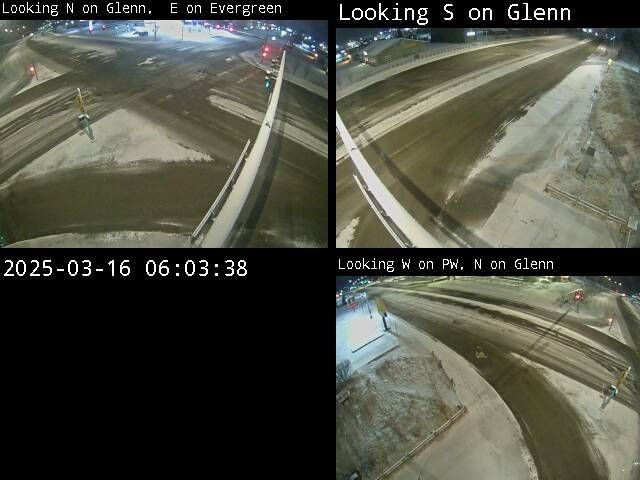 Looking N on Glenn,  E on Evergreen
Looking S on Glenn
2025-03-16 06:03:38
Looking W on PW, N on Glenn